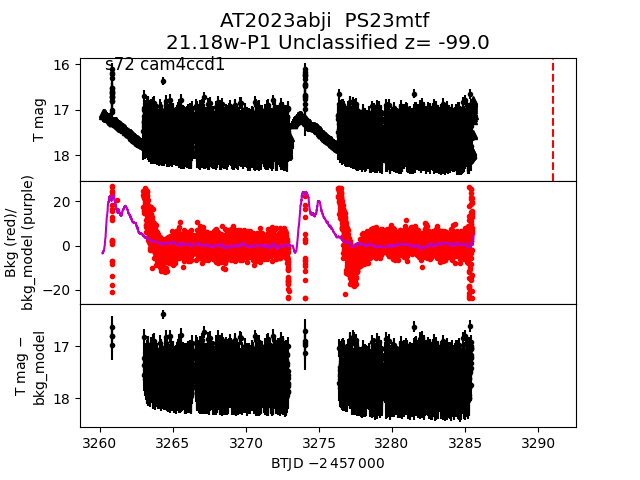 AT2023abji  PS23mtf
21.18w-P1 Unclassified z= -99.0
s72 cam4ccd1
16
17
18
T mag
20
0
−20
Bkg (red)/
bkg_model (purple)
17
18
T mag −
bkg_model
3260
3265
3270
3275
3280
3285
3290
BTJD −2 457 000